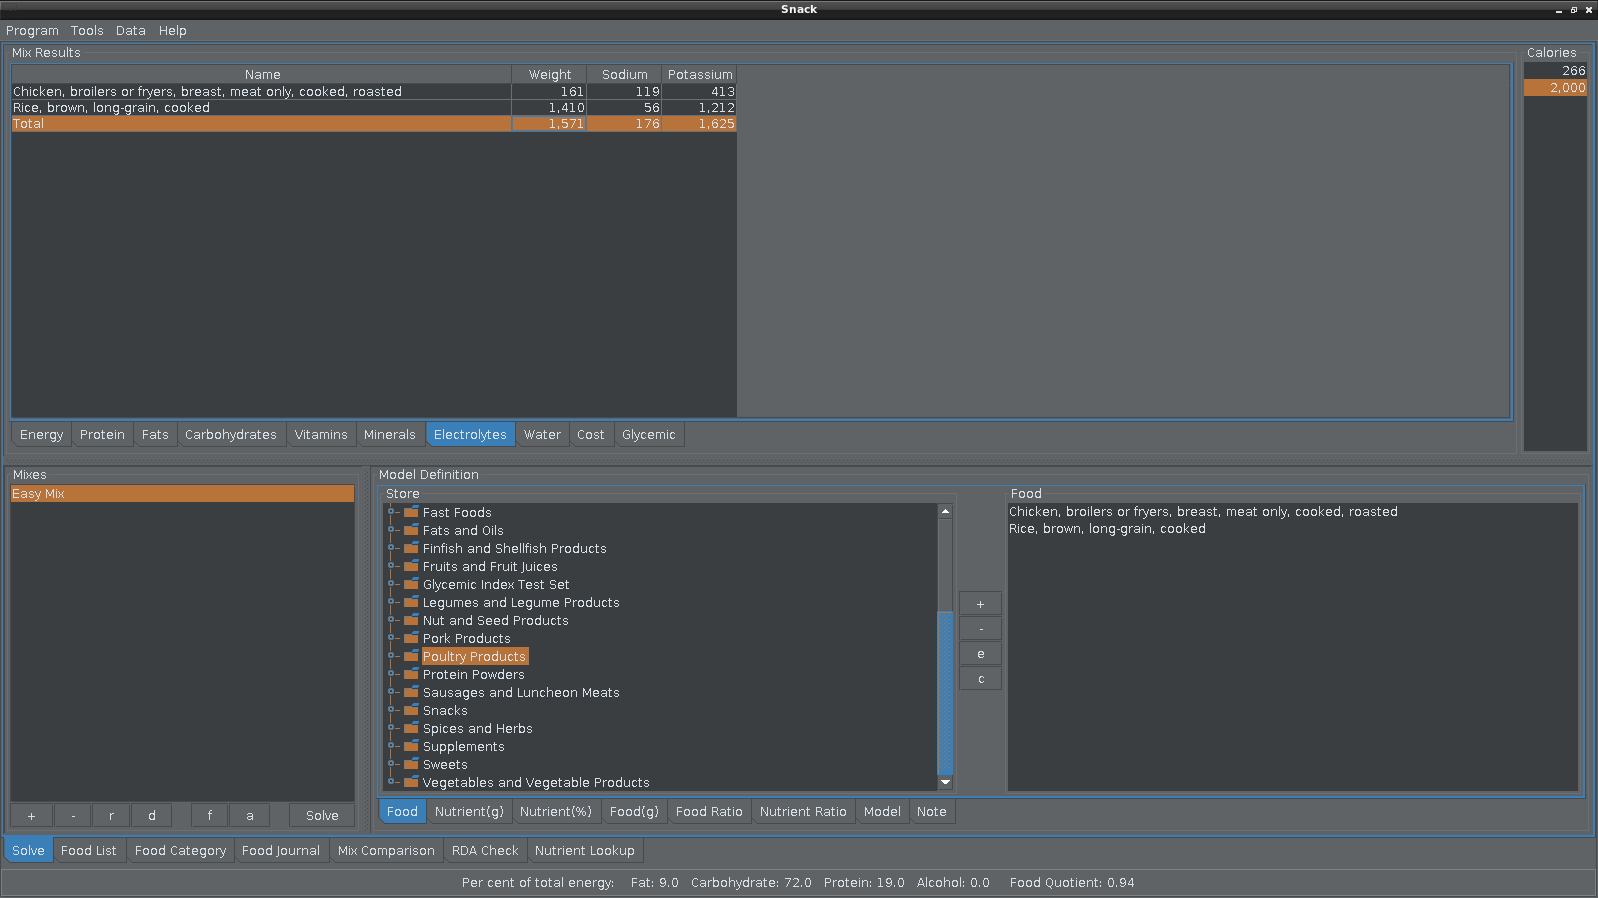 Snack
Program Tools Data Help
Mix Results
Calories
Name Weight Sodium Potassium
Chicken, broilers or fryers, breast, meat only, cooked, roasted 161 119 413
Rice, brown, long-grain, cooked 1,410 56 1,212
Total 1,571 176 1,625
266
2,000
Energy Protein Fats Carbohydrates Vitamins Minerals Electrolytes Water Cost Glycemic
Mixes
Easy Mix
+ - r d f a Solve
Model Definition
Store
Fast Foods
Fats and Oils
Finfish and Shellfish Products
Fruits and Fruit Juices
Glycemic Index Test Set
Legumes and Legume Products
Nut and Seed Products
Pork Products
Poultry Products
Protein Powders
Sausages and Luncheon Meats
Snacks
Spices and Herbs
Supplements
Sweets
Vegetables and Vegetable Products
+
-
e
c
Food
Chicken, broilers or fryers, breast, meat only, cooked, roasted
Rice, brown, long-grain, cooked
Food Nutrient(g) Nutrient(%) Food(g) Food Ratio Nutrient Ratio Model Note
Solve Food List Food Category Food Journal Mix Comparison RDA Check Nutrient Lookup
Per cent of total energy: Fat: 9.0 Carbohydrate: 72.0 Protein: 19.0 Alcohol: 0.0 Food Quotient: 0.94